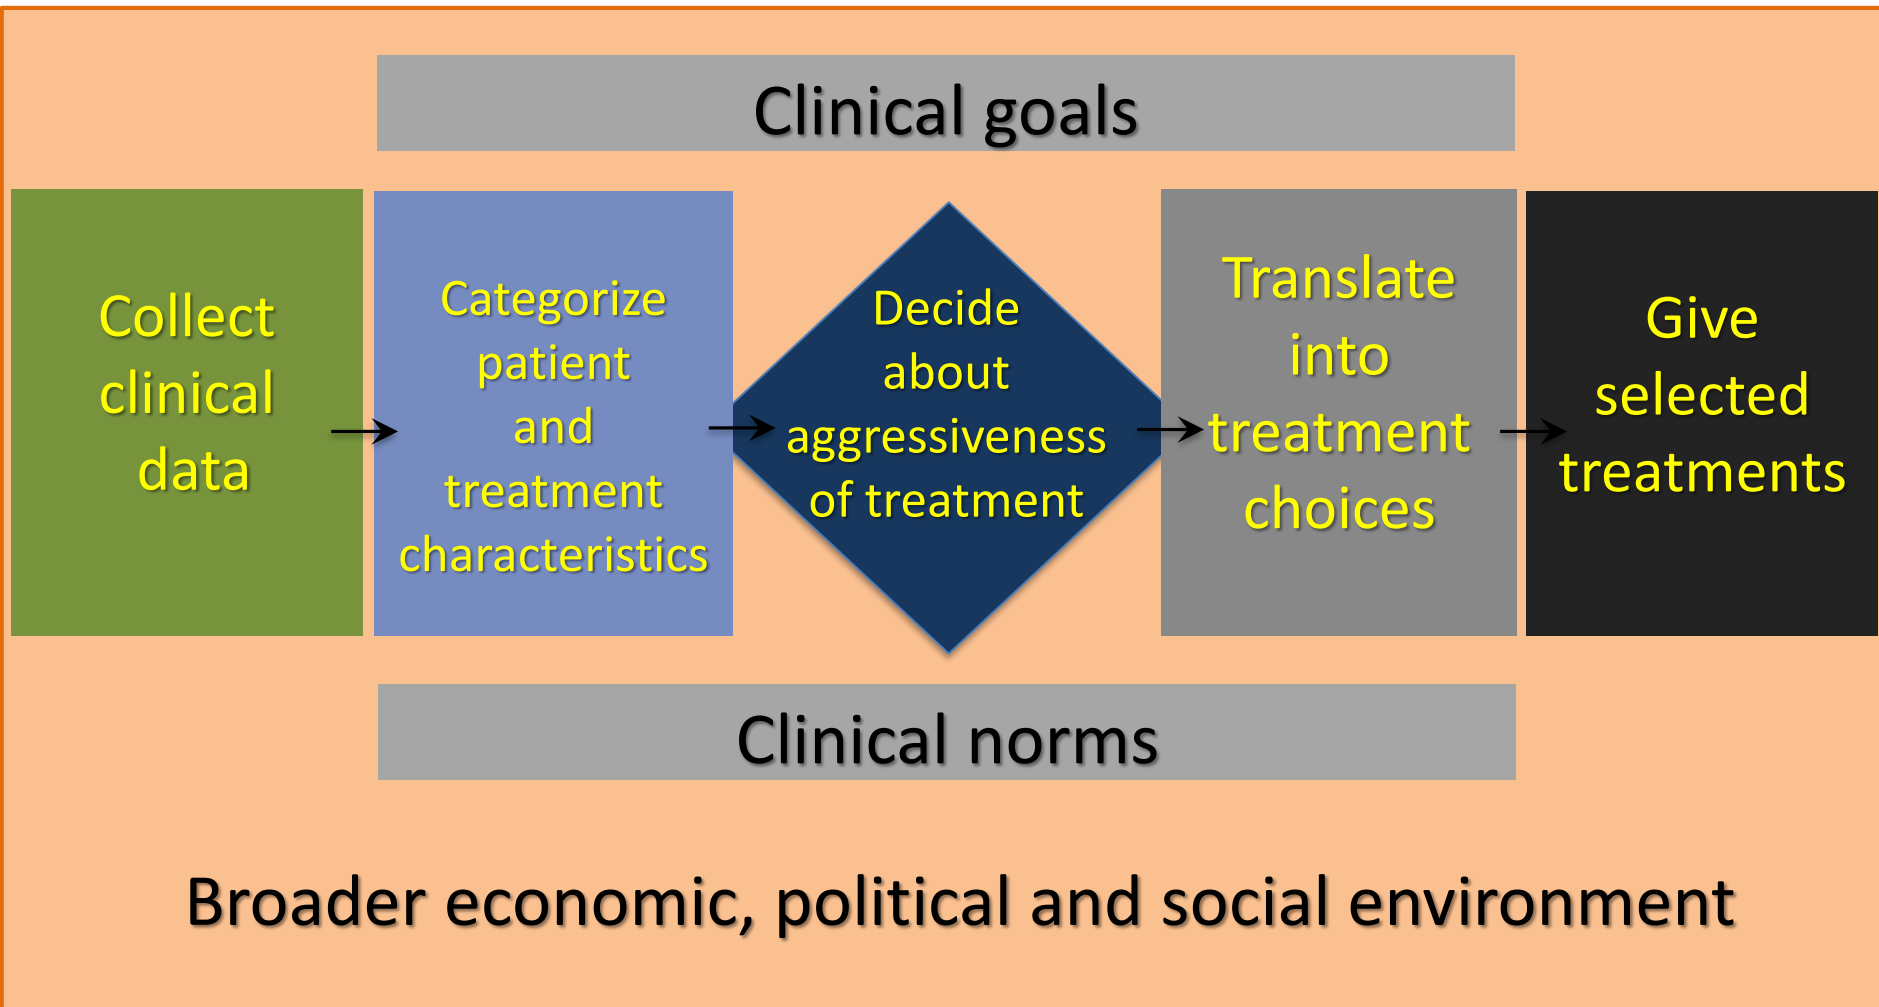 Clinical goals
Collect
clinical
data
Categorize
patient
and
treatment
characteristics
Decide
about
aggressiveness
of treatment
Translate
into
treatment
choices
Give
selected
treatments
Clinical norms
Broader economic, political and social environment